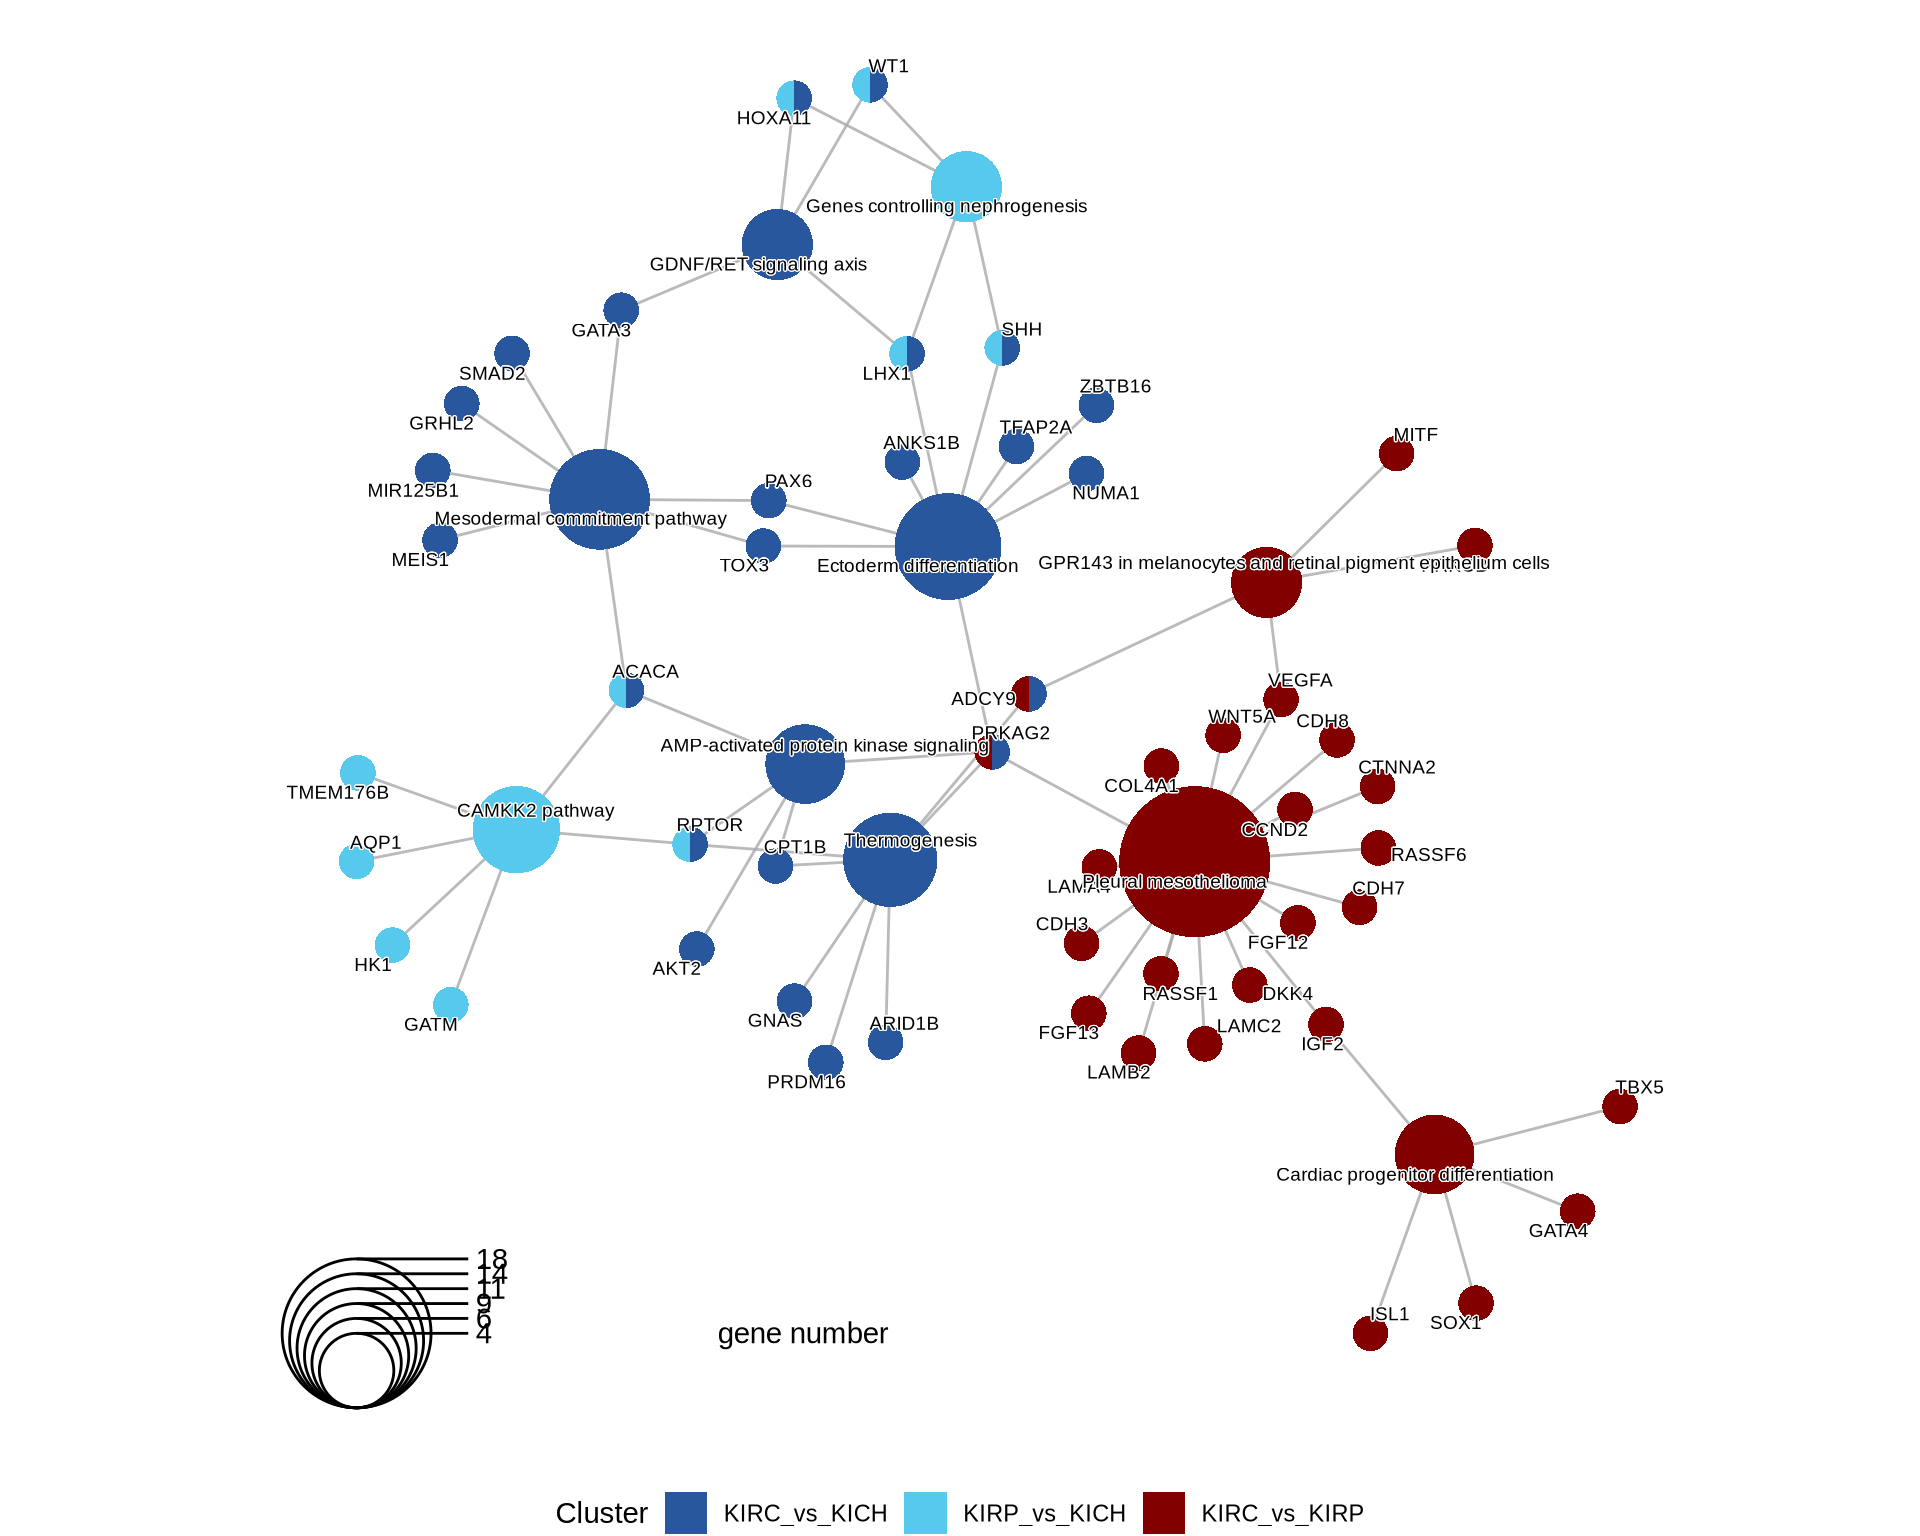 WT1
HOXA11
Genes controlling nephrogenesis
GDNF/RET signaling axis
GATA3
SHH
SMAD2
LHX1
ZBTB16
GRHL2
TFAP2A
MITF
ANKS1B
PAX6
MIR125B1
NUMA1
Mesodermal commitment pathway
MEIS1
TOX3
Ectoderm differentiation
GPR143 in melanocytes and retinal pigment epithelium cells
ACACA
VEGFA
ADCY9
WNT5A
CDH8
PRKAG2
AMP-activated protein kinase signaling
CTNNA2
COL4A1
TMEM176B
CAMKK2 pathway
RPTOR
CCND2
AQP1
CPT1B
Thermogenesis
RASSF6
LAMA4
Pleural mesothelioma
CDH7
CDH3
FGF12
HK1
AKT2
RASSF1
DKK4
GATM
GNAS
ARID1B
FGF13
LAMC2
IGF2
PRDM16
LAMB2
TBX5
Cardiac progenitor differentiation
GATA4
ISL1
SOX1
18
14
11
9
6
4
gene number
Cluster
KIRC_vs_KICH
KIRP_vs_KICH
KIRC_vs_KIRP